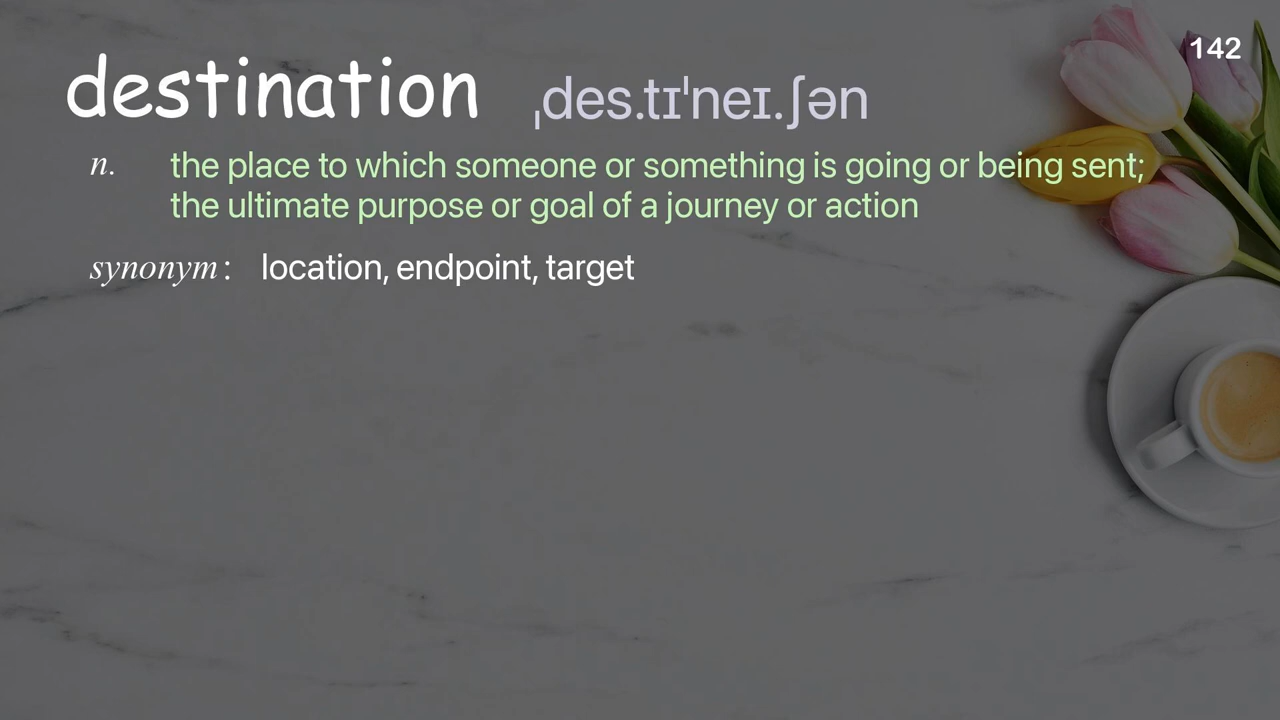 142
destination ˌdes.tɪˈneɪ.ʃən
n. the place to which someone or something is going or being sent;
the ultimate purpose or goal of a journey or action
synonym: location, endpoint, target